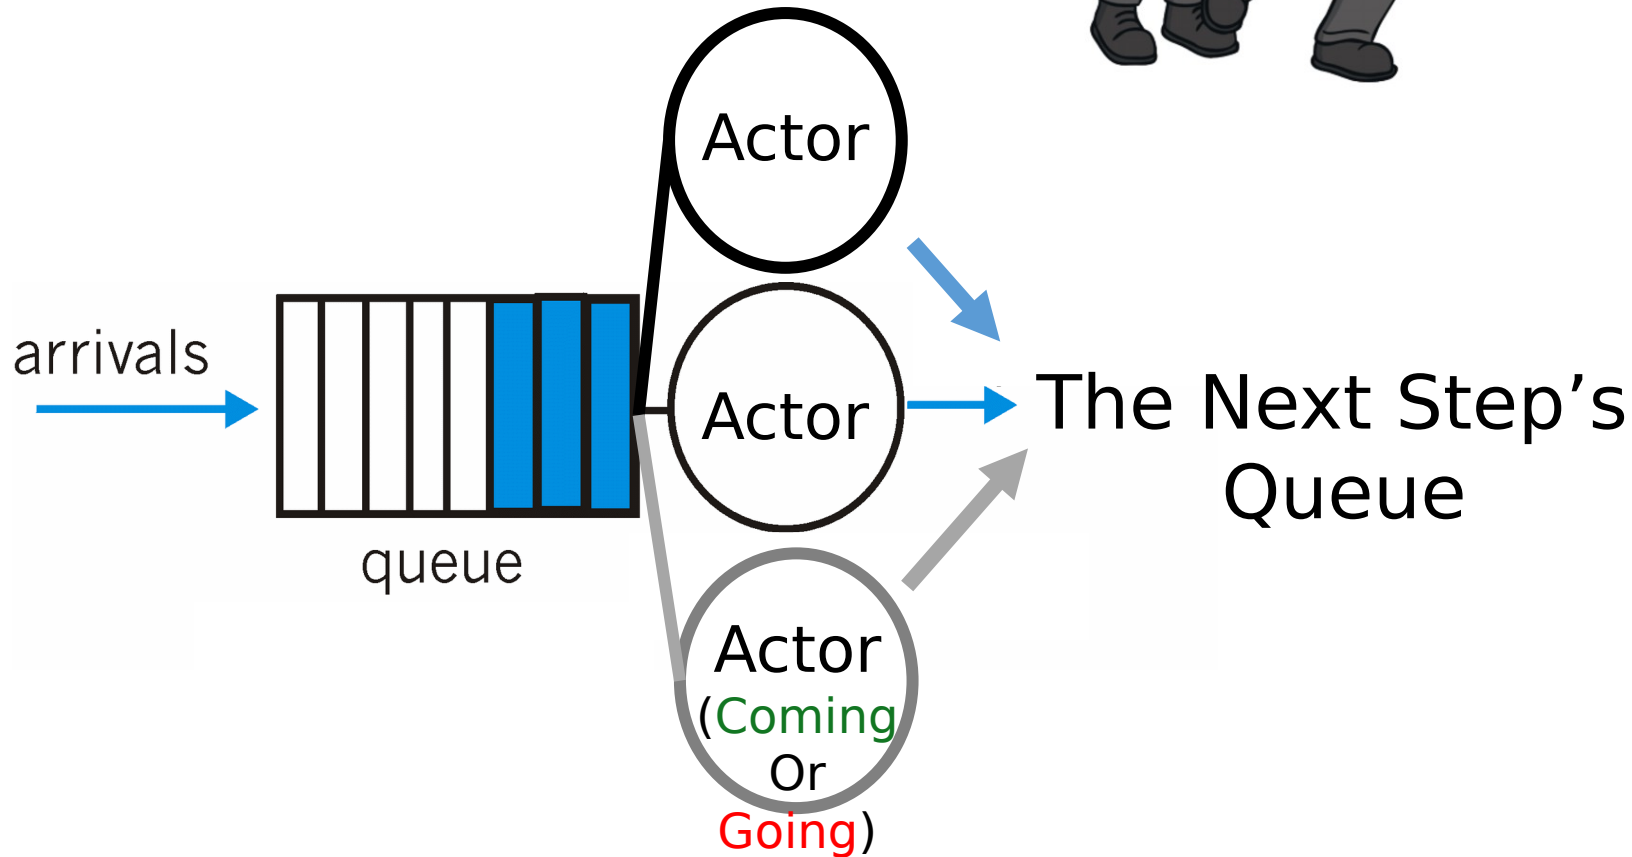 Actor
arrivals
Actor
The Next Step’s
Queue
queue
Actor
(Coming
Or
Going)